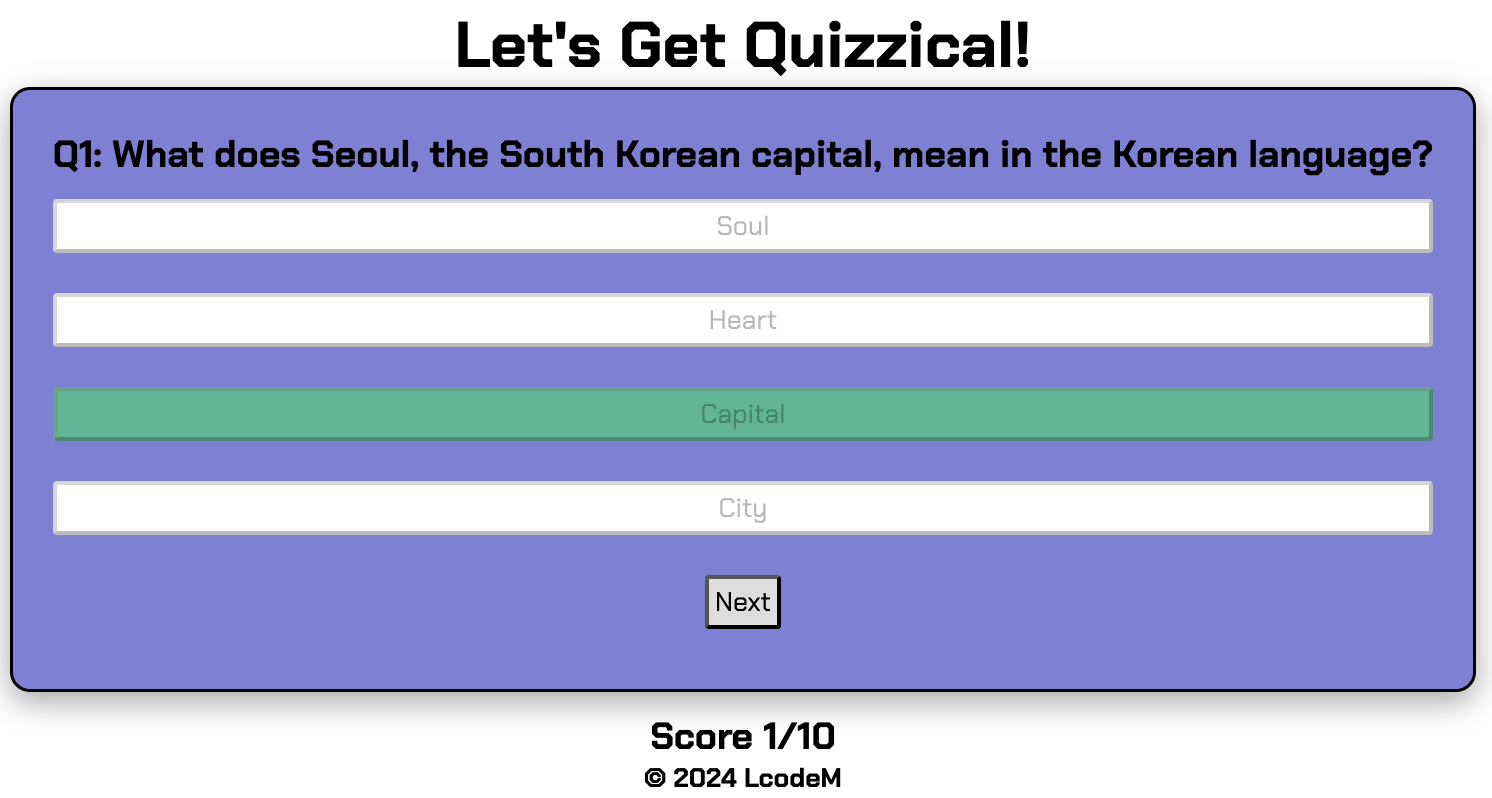 Let's Get Quizzical!
Q1: What does Seoul, the South Korean capital, mean in the Korean language?
Soul
Heart
Capital
City
Next
Score 1/10
© 2024 LcodeM